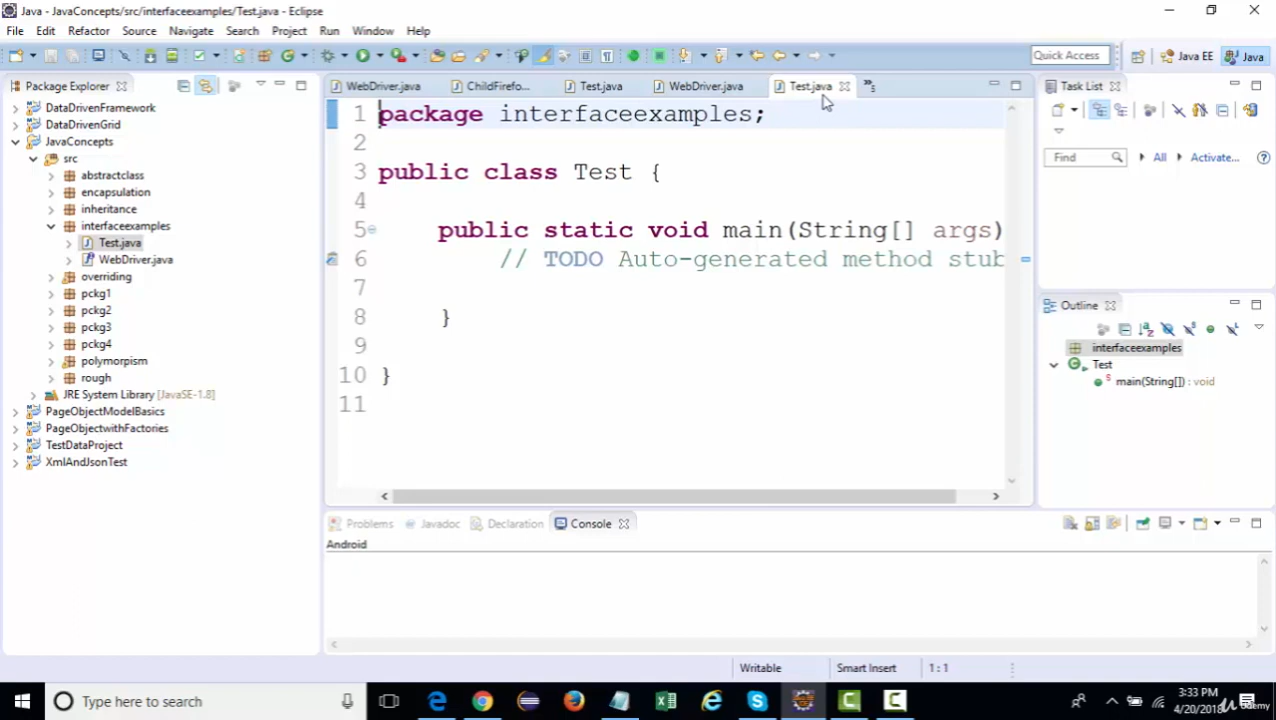 Java - JavaConcepts/src/interfaceexamples/Test.java - Eclipse
File Edit Refactor Source Navigate Search Project Run Window Help
Quick Access
Java EE
Java
Package Explorer
DataDrivenFramework
DataDrivenGrid
JavaConcepts
src
abstractclass
encapsulation
inheritance
interfaceexamples
Test.java
WebDriver.java
overriding
pckg1
pckg2
pckg3
pckg4
polymorpism
rough
JRE System Library [JavaSE-1.8]
PageObjectModelBasics
PageObjectwithFactories
TestDataProject
XmlAndJsonTest
WebDriver.java ChildFirefo... Test.java WebDriver.java Test.java »5
1 package interfaceexamples;
2
3 public class Test {
4
5 public static void main(String[] args)
6 // TODO Auto-generated method stub
7
8 }
9
10 }
11
Task List
Find All Activate...
Outline
interfaceexamples
Test
main(String[]) : void
Problems Javadoc Declaration Console
Android
Writable Smart Insert 1 : 1
Type here to search
3:33 PM
4/20/2018
Udemy